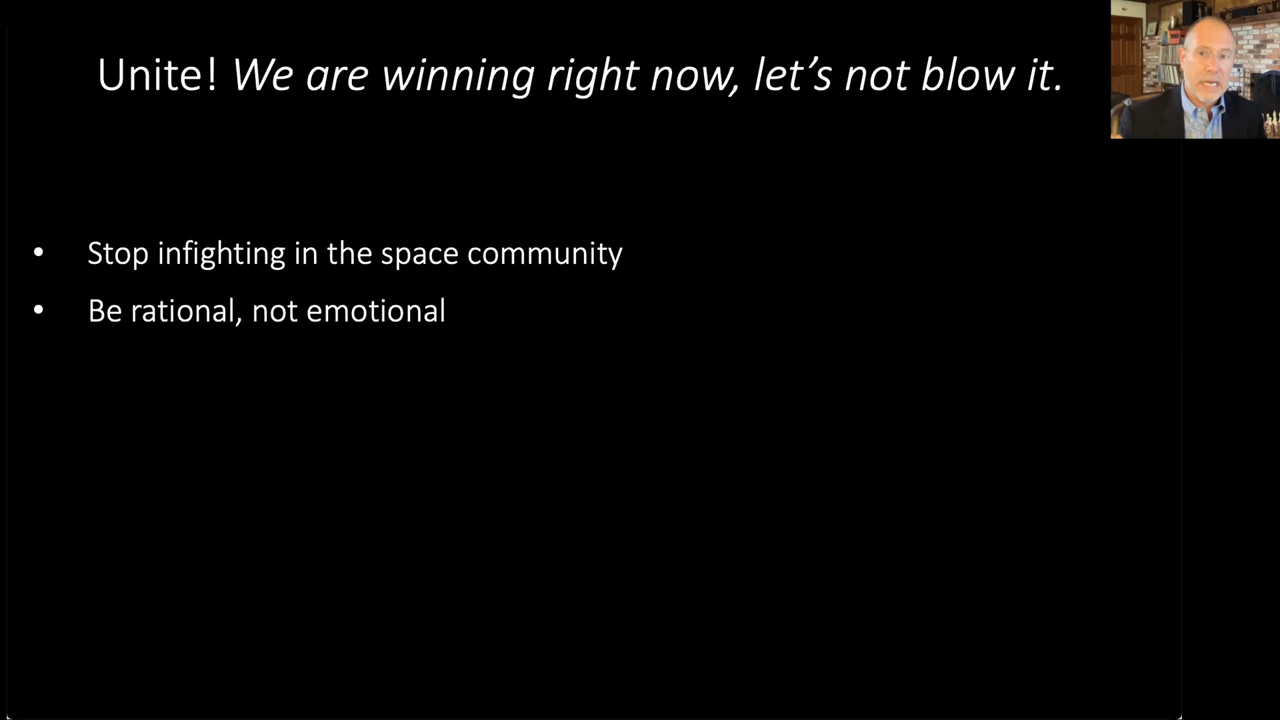 Unite! We are winning right now, let's not blow it.
• Stop infighting in the space community
• Be rational, not emotional